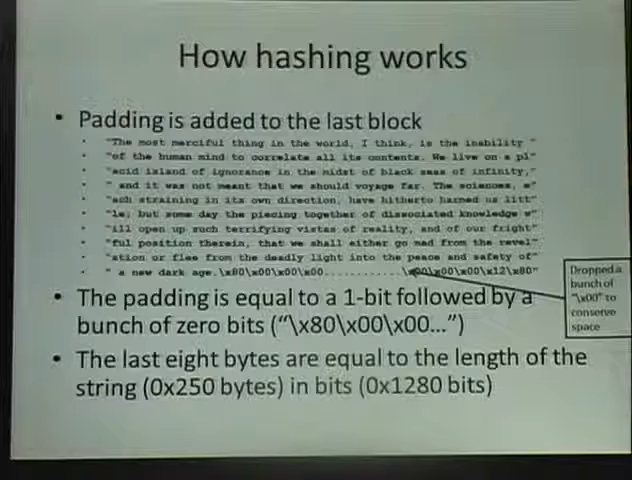 How hashing works
• Padding is added to the last block
• "The most merciful thing in the world, I think, is the inability "
• "of the human mind to correlate all its contents. We live on a pl"
• "acid island of ignorance in the midst of black seas of infinity,"
• " and it was not meant that we should voyage far. The sciences, e"
• "ach straining in its own direction, have hitherto harmed us litt"
• "le; but some day the piecing together of dissociated knowledge w"
• "ill open up such terrifying vistas of reality, and of our fright"
• "ful position therein, that we shall either go mad from the revel"
• "ation or flee from the deadly light into the peace and safety of"
• " a new dark age.\x80\x00\x00\x00............\x00\x00\x00\x12\x80"
Dropped a
bunch of
"\x00" to
conserve
space
• The padding is equal to a 1-bit followed by a
bunch of zero bits ("\x80\x00\x00…")
• The last eight bytes are equal to the length of the
string (0x250 bytes) in bits (0x1280 bits)